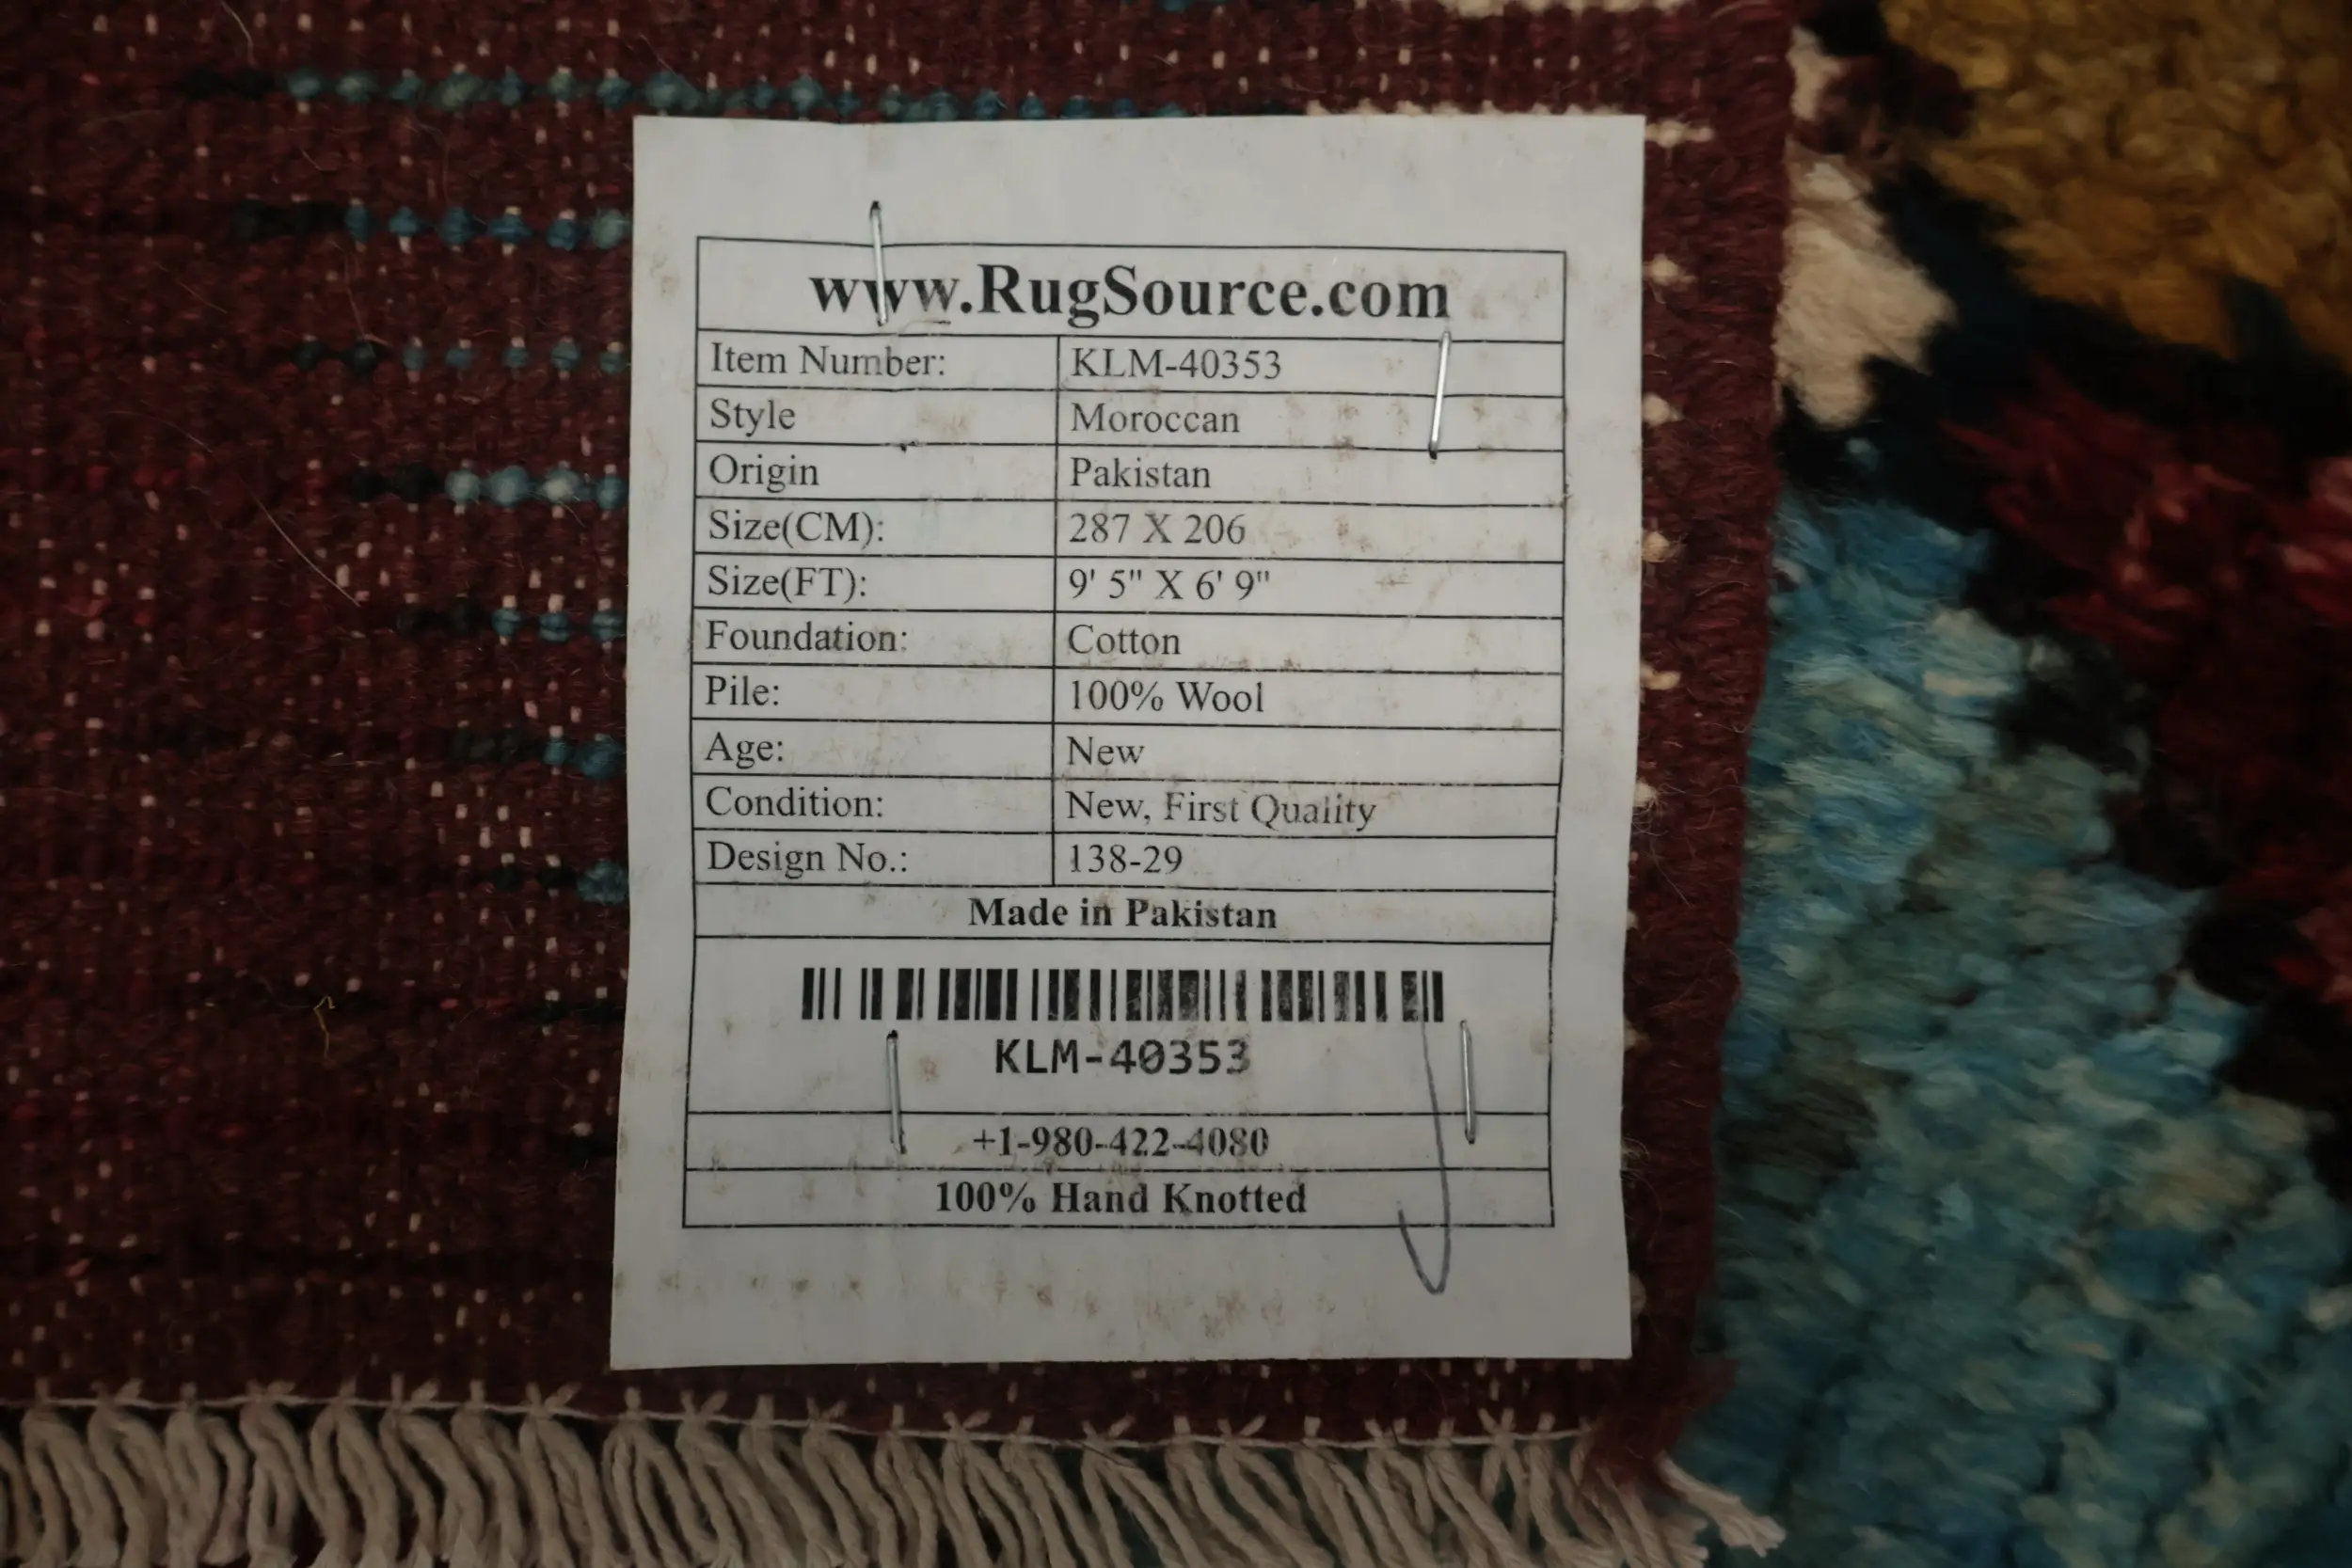 www.RugSource.com
Item Number: KLM-40353
Style Moroccan
Origin Pakistan
Size(CM): 287 X 206
Size(FT): 9' 5" X 6' 9"
Foundation: Cotton
Pile: 100% Wool
Age: New
Condition: New, First Quality
Design No.: 138-29
Made in Pakistan
KLM-40353
+1-980-422-4080
100% Hand Knotted